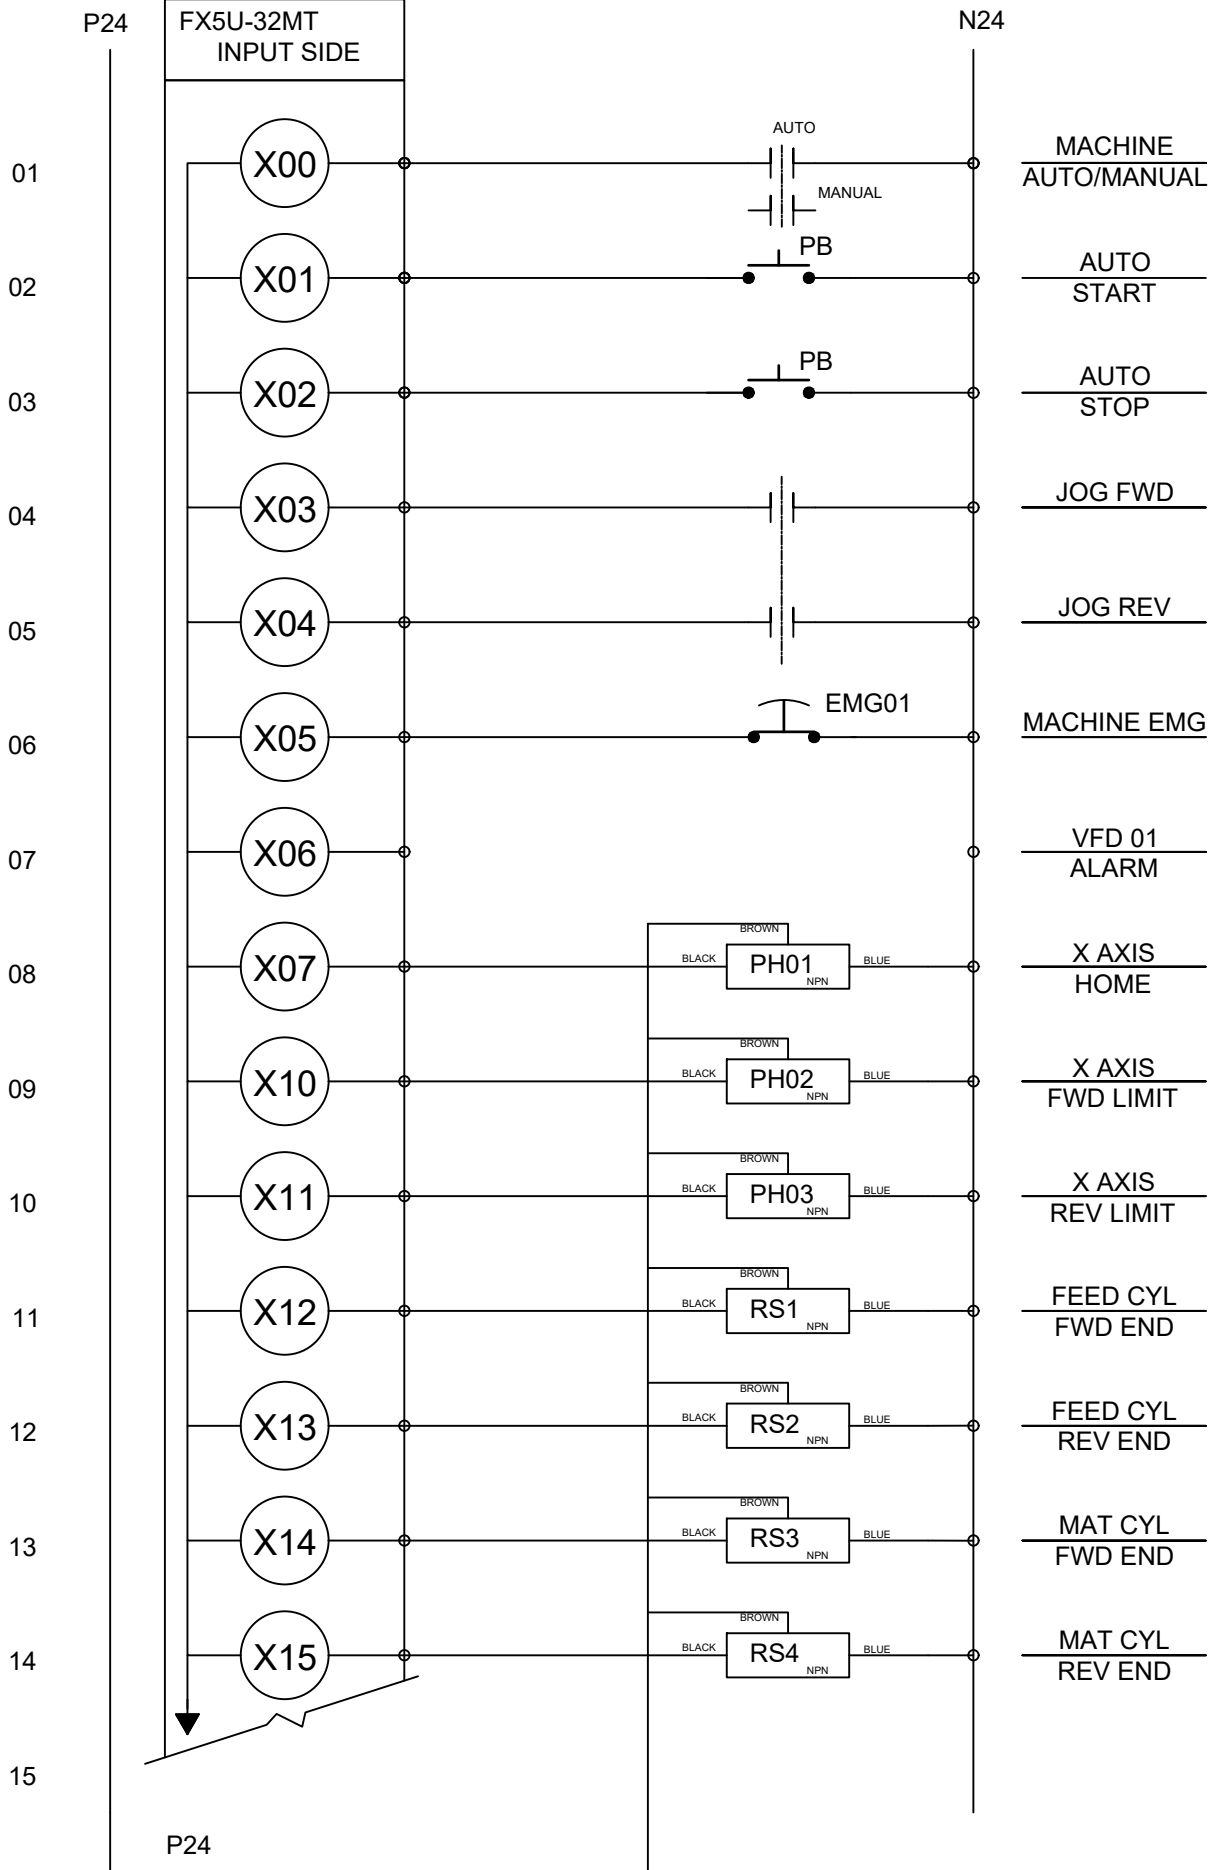 P24
FX5U-32MT
INPUT SIDE
N24
01
X00
AUTO
MANUAL
MACHINE
AUTO/MANUAL
02
X01
PB
AUTO
START
03
X02
PB
AUTO
STOP
04
X03
JOG FWD
05
X04
JOG REV
06
X05
EMG01
MACHINE EMG
07
X06
VFD 01
ALARM
08
X07
BROWN
BLACK
PH01
NPN
BLUE
X AXIS
HOME
09
X10
BROWN
BLACK
PH02
NPN
BLUE
X AXIS
FWD LIMIT
10
X11
BROWN
BLACK
PH03
NPN
BLUE
X AXIS
REV LIMIT
11
X12
BROWN
BLACK
RS1
NPN
BLUE
FEED CYL
FWD END
12
X13
BROWN
BLACK
RS2
NPN
BLUE
FEED CYL
REV END
13
X14
BROWN
BLACK
RS3
NPN
BLUE
MAT CYL
FWD END
14
X15
BROWN
BLACK
RS4
NPN
BLUE
MAT CYL
REV END
15
P24